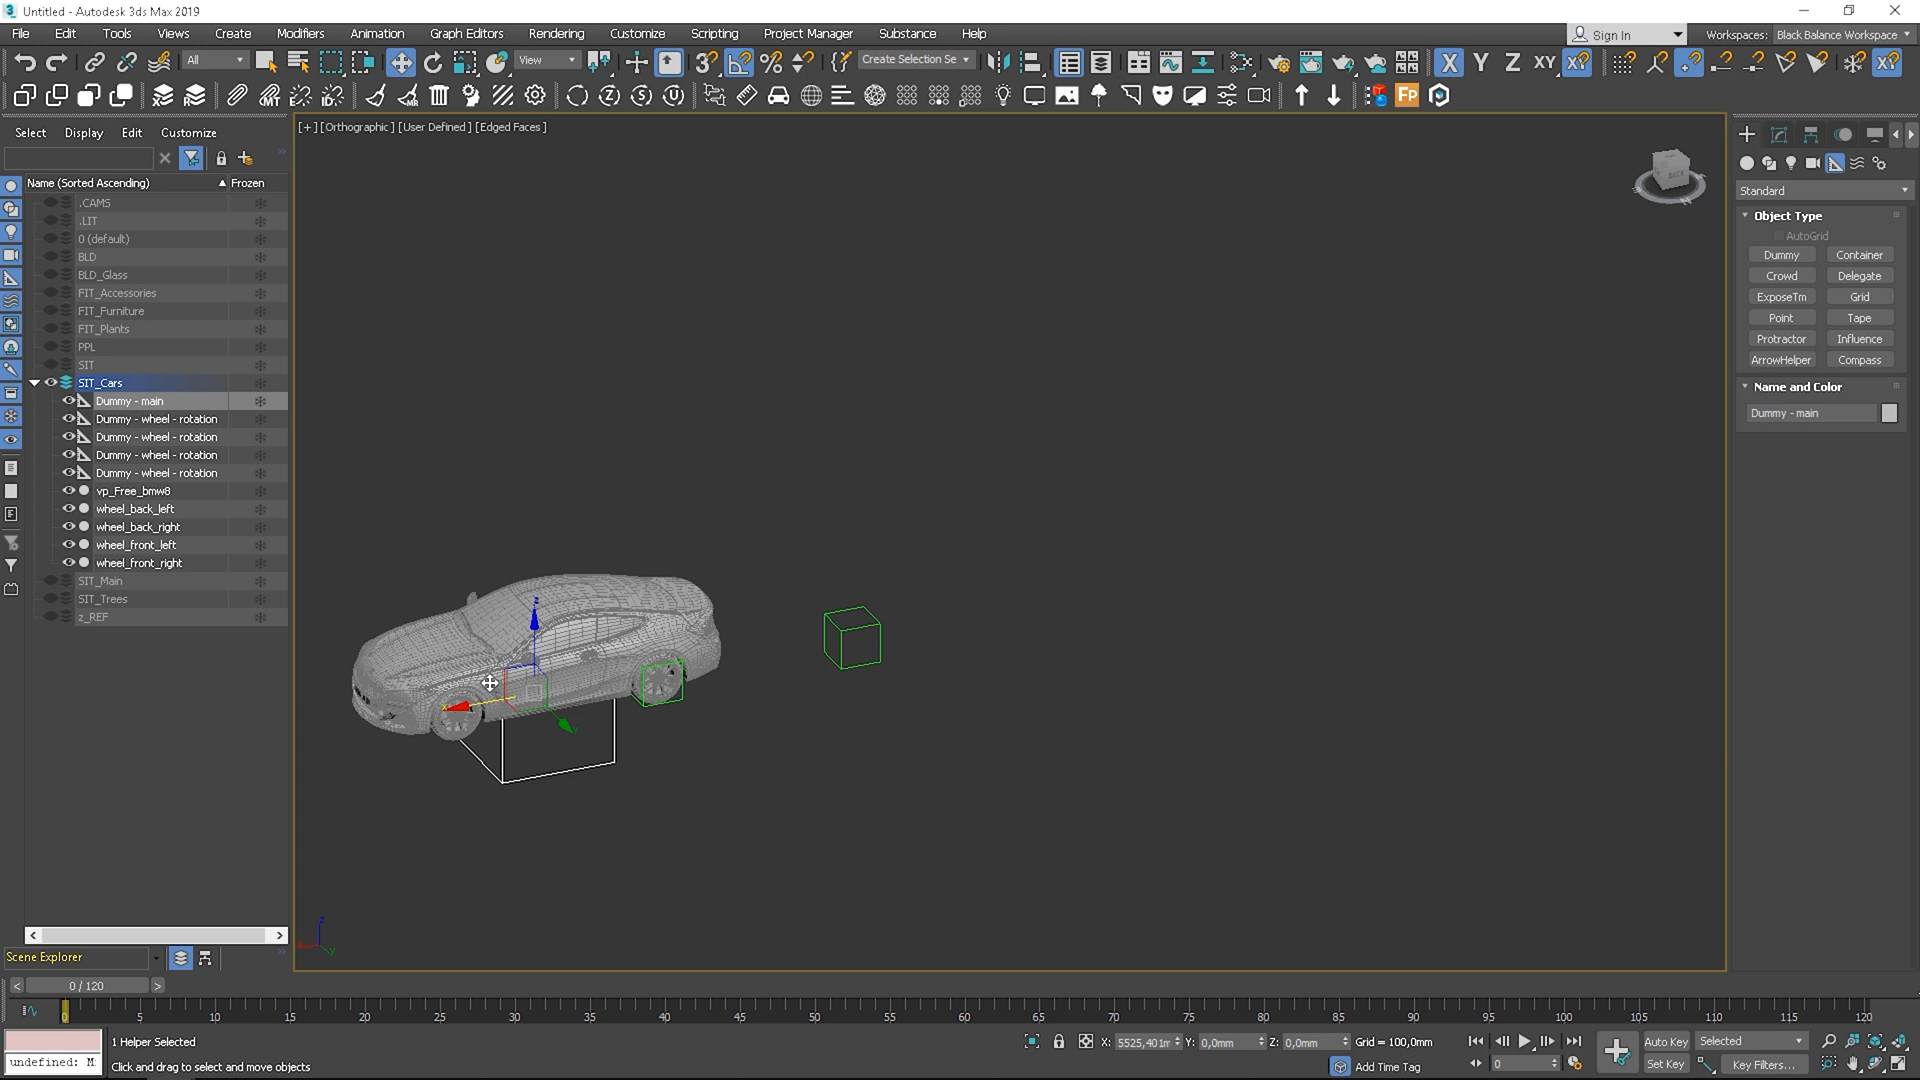 Untitled - Autodesk 3ds Max 2019
File Edit Tools Views Create Modifiers Animation Graph Editors Rendering Customize Scripting Project Manager Substance Help
Sign In
Workspaces: Black Balance Workspace
All
View
Create Selection Se
X Y Z XY
Fp
Select Display Edit Customize
[+] [Orthographic] [User Defined] [Edged Faces]
Name (Sorted Ascending) Frozen
.CAMS
.LIT
0 (default)
BLD
BLD_Glass
FIT_Accessories
FIT_Furniture
FIT_Plants
PPL
SIT
SIT_Cars
Dummy - main
Dummy - wheel - rotation
Dummy - wheel - rotation
Dummy - wheel - rotation
Dummy - wheel - rotation
vp_Free_bmw8
wheel_back_left
wheel_back_right
wheel_front_left
wheel_front_right
SIT_Main
SIT_Trees
z_REF
Scene Explorer
BACK
Standard
Object Type
AutoGrid
Dummy Container
Crowd Delegate
ExposeTm Grid
Point Tape
Protractor Influence
ArrowHelper Compass
Name and Color
Dummy - main
z
x
y
0 / 120
0 5 10 15 20 25 30 35 40 45 50 55 60 65 70 75 80 85 90 95 100 105 110 115 120
1 Helper Selected
X: 5525,401m Y: 0,0mm Z: 0,0mm Grid = 100,0mm
Auto Key Selected
undefined: M:
Click and drag to select and move objects
Add Time Tag
0
Set Key Key Filters...